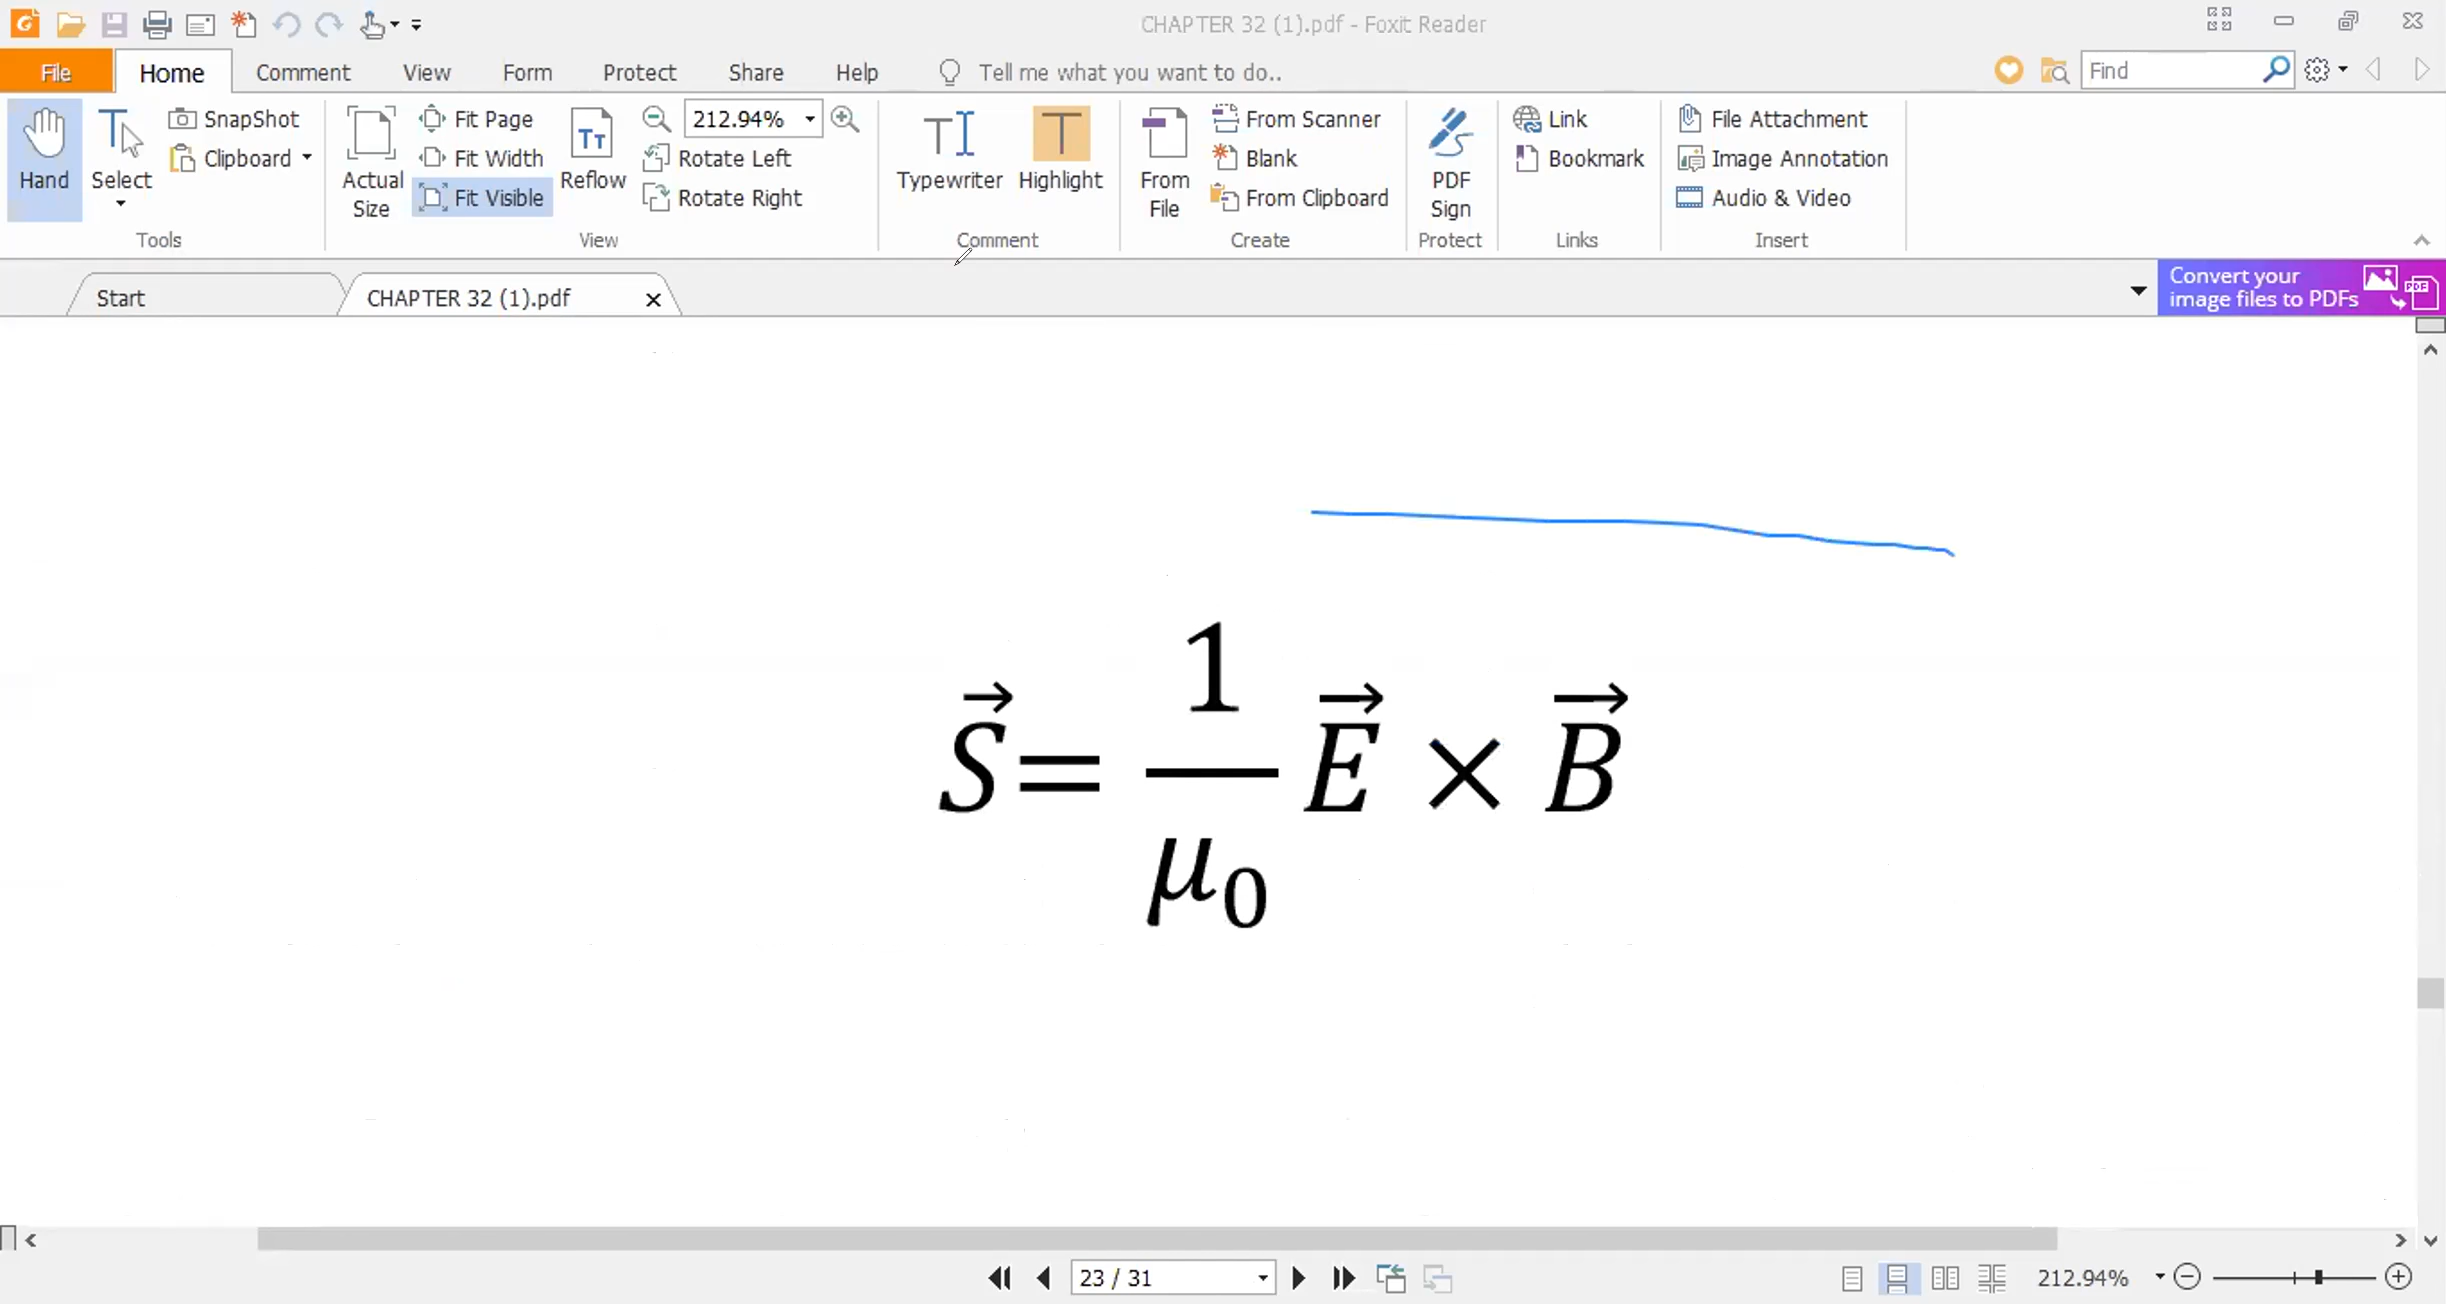 CHAPTER 32 (1).pdf - Foxit Reader
File Home Comment View Form Protect Share Help Tell me what you want to do.. Find
Hand
Select
SnapShot
Clipboard
Tools
Actual Size
Fit Page
Fit Width
Fit Visible
Reflow
212.94%
Rotate Left
Rotate Right
View
Typewriter
Highlight
Comment
From File
From Scanner
Blank
From Clipboard
Create
PDF Sign
Protect
Link
Bookmark
Links
File Attachment
Image Annotation
Audio & Video
Insert
Start
CHAPTER 32 (1).pdf
Convert your
image files to PDFs
PDF
S⃗ = 1/μ₀ E⃗ × B⃗
23 / 31
212.94%